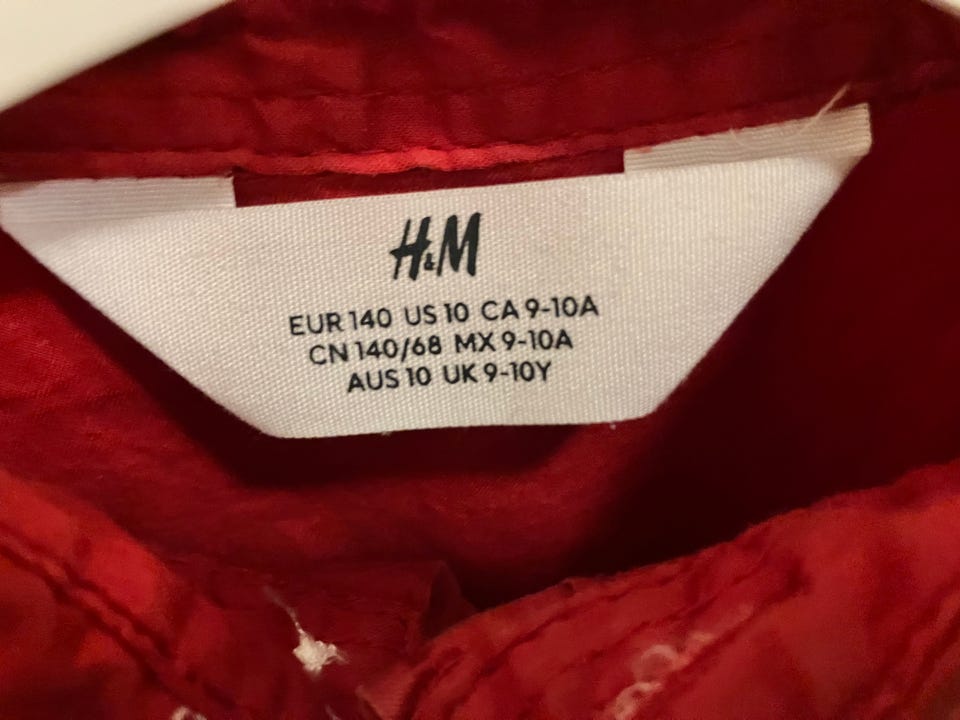 H&M
EUR 140 US 10 CA 9-10A
CN 140/68 MX 9-10A
AUS 10 UK 9-10Y